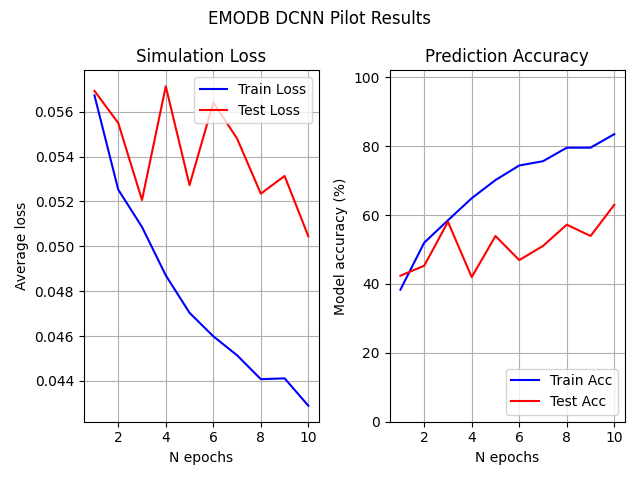 EMODB DCNN Pilot Results
Simulation Loss
Train Loss
Test Loss
0.056
0.054
0.052
0.050
0.048
0.046
0.044
Average loss
2 4 6 8 10
N epochs
Prediction Accuracy
100
80
60
40
20
0
Model acccuracy (%)
Train Acc
Test Acc
2 4 6 8 10
N epochs